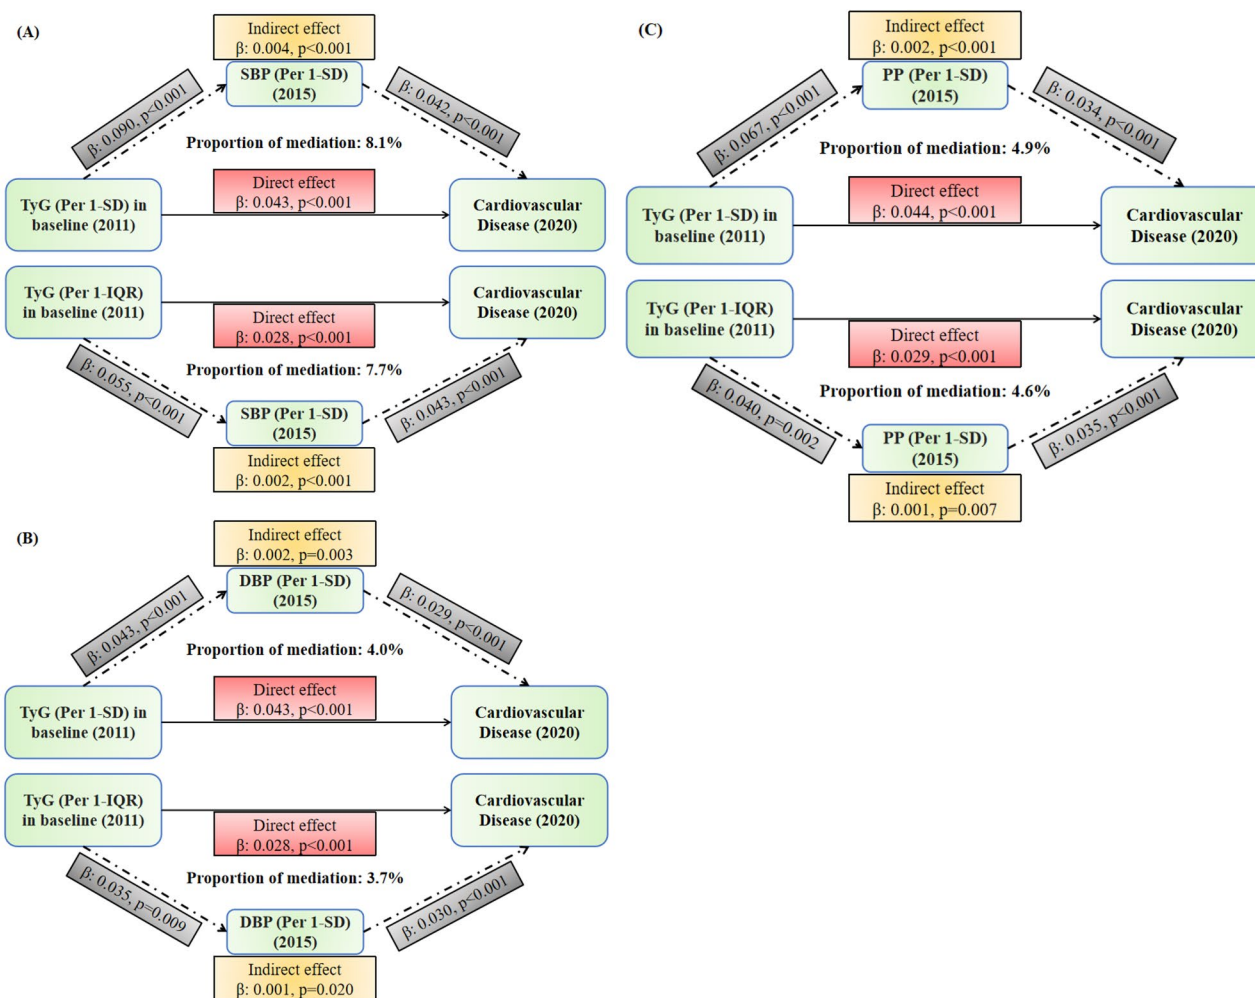 (A)
Indirect effect
β: 0.004, p<0.001
SBP (Per 1-SD)
(2015)
β: 0.090, p<0.001
β: 0.042, p<0.001
Proportion of mediation: 8.1%
TyG (Per 1-SD) in
baseline (2011)
Direct effect
β: 0.043, p<0.001
Cardiovascular
Disease (2020)
TyG (Per 1-IQR)
in baseline (2011)
Direct effect
β: 0.028, p<0.001
Cardiovascular
Disease (2020)
Proportion of mediation: 7.7%
β: 0.055, p<0.001
β: 0.043, p<0.001
SBP (Per 1-SD)
(2015)
Indirect effect
β: 0.002, p<0.001
(B)
Indirect effect
β: 0.002, p=0.003
DBP (Per 1-SD)
(2015)
β: 0.043, p<0.001
β: 0.029, p<0.001
Proportion of mediation: 4.0%
TyG (Per 1-SD) in
baseline (2011)
Direct effect
β: 0.043, p<0.001
Cardiovascular
Disease (2020)
TyG (Per 1-IQR)
in baseline (2011)
Direct effect
β: 0.028, p<0.001
Cardiovascular
Disease (2020)
Proportion of mediation: 3.7%
β: 0.035, p=0.009
β: 0.030, p<0.001
DBP (Per 1-SD)
(2015)
Indirect effect
β: 0.001, p=0.020
(C)
Indirect effect
β: 0.002, p<0.001
PP (Per 1-SD)
(2015)
β: 0.067, p<0.001
β: 0.034, p<0.001
Proportion of mediation: 4.9%
TyG (Per 1-SD) in
baseline (2011)
Direct effect
β: 0.044, p<0.001
Cardiovascular
Disease (2020)
TyG (Per 1-IQR)
in baseline (2011)
Direct effect
β: 0.029, p<0.001
Cardiovascular
Disease (2020)
Proportion of mediation: 4.6%
β: 0.040, p=0.002
β: 0.035, p<0.001
PP (Per 1-SD)
(2015)
Indirect effect
β: 0.001, p=0.007